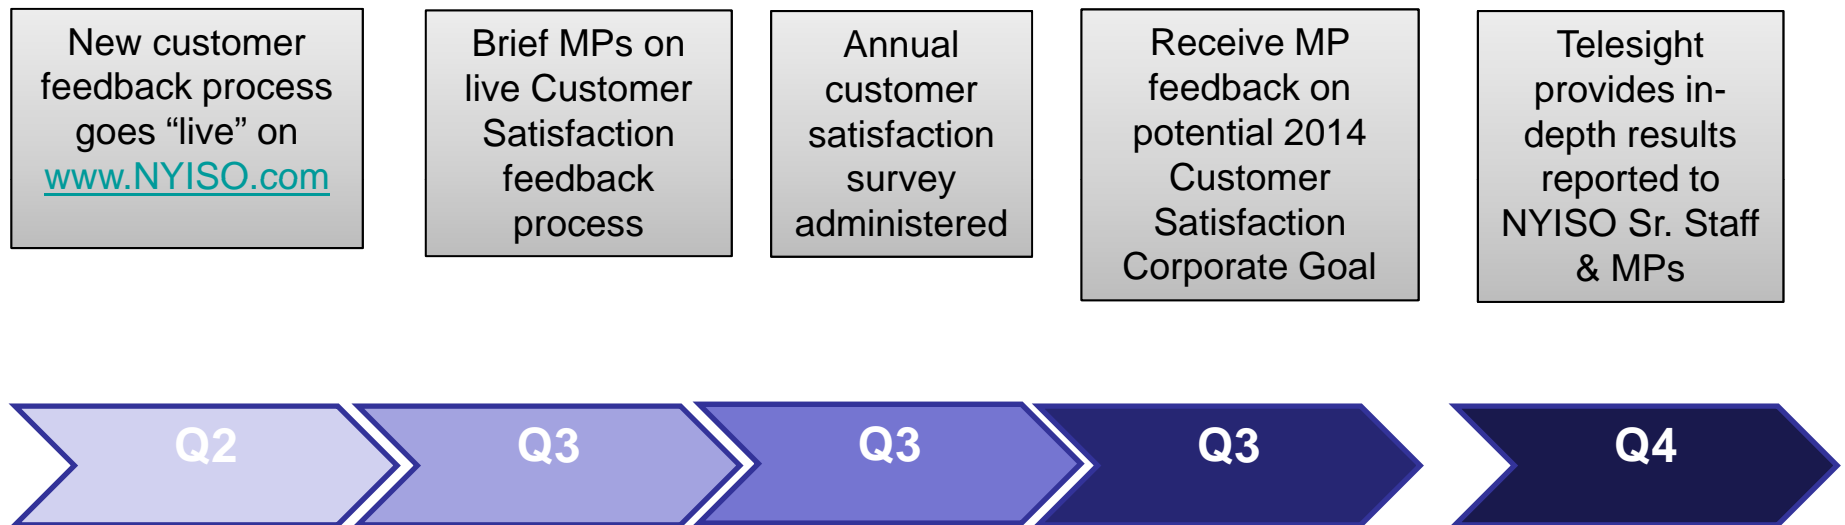 New customer
feedback process
goes “live” on
www.NYISO.com
Brief MPs on
live Customer
Satisfaction
feedback
process
Annual
customer
satisfaction
survey
administered
Receive MP
feedback on
potential 2014
Customer
Satisfaction
Corporate Goal
Telesight
provides in-
depth results
reported to
NYISO Sr. Staff
& MPs
Q2
Q3
Q3
Q3
Q4